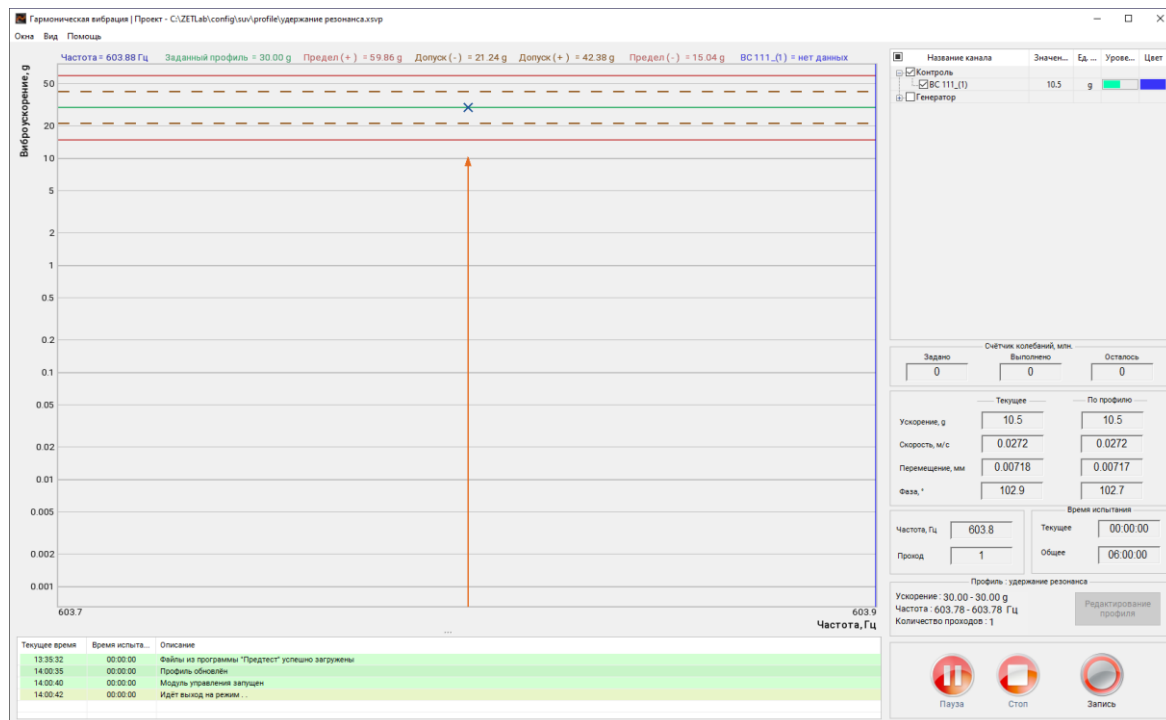 Гармоническая вибрация | Проект - C:\ZETLab\config\suv\profile\удержание резонанса.xsvp
Окна Вид Помощь
Частота = 603.88 Гц Заданный профиль = 30.00 g Предел (+) = 59.86 g Допуск (-) = 21.24 g Допуск (+) = 42.38 g Предел (-) = 15.04 g BC 111_(1) = нет данных
Виброускорение, g
50
20
10
5
2
1
0.5
0.2
0.1
0.05
0.02
0.01
0.005
0.002
0.001
603.7 603.9
Частота, Гц
Текущее время Время испыта... Описание
13:35:32 00:00:00 Файлы из программы "Предтест" успешно загружены
14:00:35 00:00:00 Профиль обновлён
14:00:40 00:00:00 Модуль управления запущен
14:00:42 00:00:00 Идёт выход на режим . .
Название канала Значен... Ед. ... Урове... Цвет
Контроль
BC 111_(1) 10.5 g
Генератор
Счётчик колебаний, млн.
Задано Выполнено Осталось
0 0 0
Текущее По профилю
Ускорение, g 10.5 10.5
Скорость, м/с 0.0272 0.0272
Перемещение, мм 0.00718 0.00717
Фаза, ° 102.9 102.7
Время испытания
Частота, Гц 603.8 Текущее 00:00:00
Проход 1 Общее 06:00:00
Профиль : удержание резонанса
Ускорение : 30.00 - 30.00 g
Частота : 603.78 - 603.78 Гц
Количество проходов : 1
Редактирование
профиля
Пауза Стоп Запись